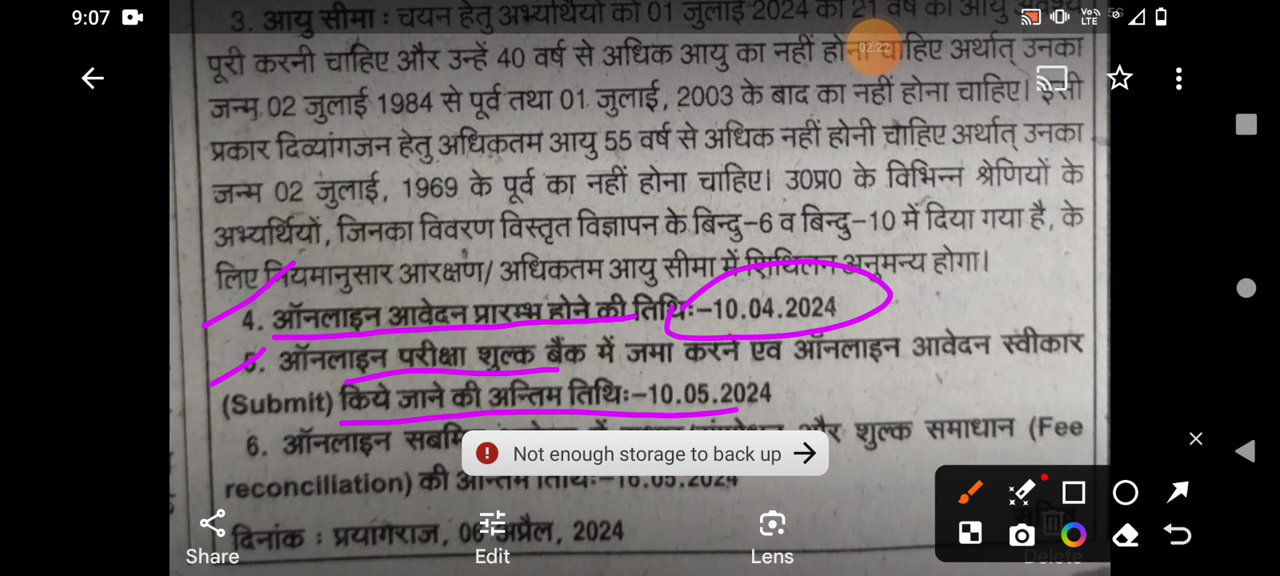 9:07
3. आयु सीमा : चयन हेतु अभ्यर्थियों को 01 जुलाई 2024 को 21 वर्ष की आयु
02:22
पूरी करनी चाहिए और उन्हें 40 वर्ष से अधिक आयु का नहीं होना चाहिए अर्थात् उनका
जन्म 02 जुलाई 1984 से पूर्व तथा 01 जुलाई, 2003 के बाद का नहीं होना चाहिए। इसी
प्रकार दिव्यांगजन हेतु अधिकतम आयु 55 वर्ष से अधिक नहीं होनी चाहिए अर्थात् उनका
जन्म 02 जुलाई, 1969 के पूर्व का नहीं होना चाहिए। उ0प्र0 के विभिन्न श्रेणियों के
अभ्यर्थियों, जिनका विवरण विस्तृत विज्ञापन के बिन्दु-6 व बिन्दु-10 में दिया गया है, के
लिए नियमानुसार आरक्षण/ अधिकतम आयु सीमा में शिथिलन अनुमन्य होगा।
4. ऑनलाइन आवेदन प्रारम्भ होने की तिथिः-10.04.2024
5. ऑनलाइन परीक्षा शुल्क बैंक में जमा करने एवं ऑनलाइन आवेदन स्वीकार
(Submit) किये जाने की अन्तिम तिथिः-10.05.2024
6. ऑनलाइन और शुल्क समाधान (Fee
Not enough storage to back up
reconciliation) की अन्तिम तिथिः-
दिनांक : प्रयागराज, 06 अप्रैल, 2024
Share Edit Lens Delete